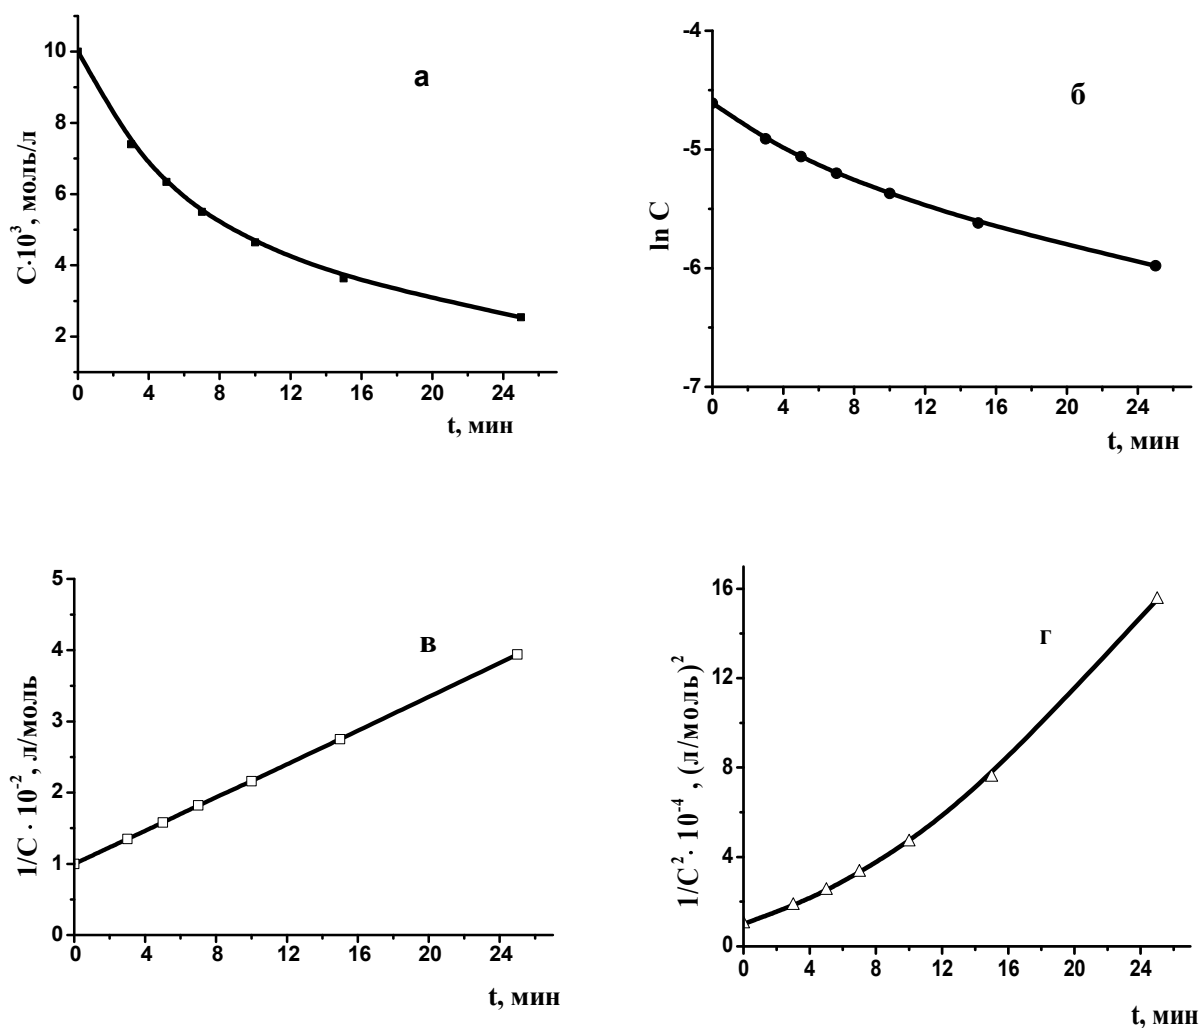 а
10
8
6
4
2
C·10³, моль/л
0 4 8 12 16 20 24
t, мин
б
-4
-5
-6
-7
ln C
0 4 8 12 16 20 24
t, мин
в
5
4
3
2
1
0
1/C · 10⁻², л/моль
0 4 8 12 16 20 24
t, мин
г
16
12
8
4
0
1/C² · 10⁻⁴ , (л/моль)²
0 4 8 12 16 20 24
t, мин